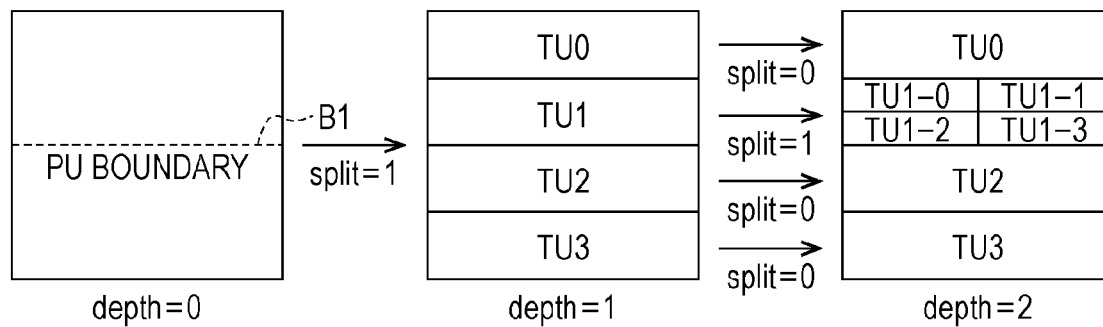 B1
PU BOUNDARY
split=1
depth=0
TU0
TU1
TU2
TU3
depth=1
split=0
split=1
split=0
split=0
TU0
TU1–0 TU1–1
TU1–2 TU1–3
TU2
TU3
depth=2